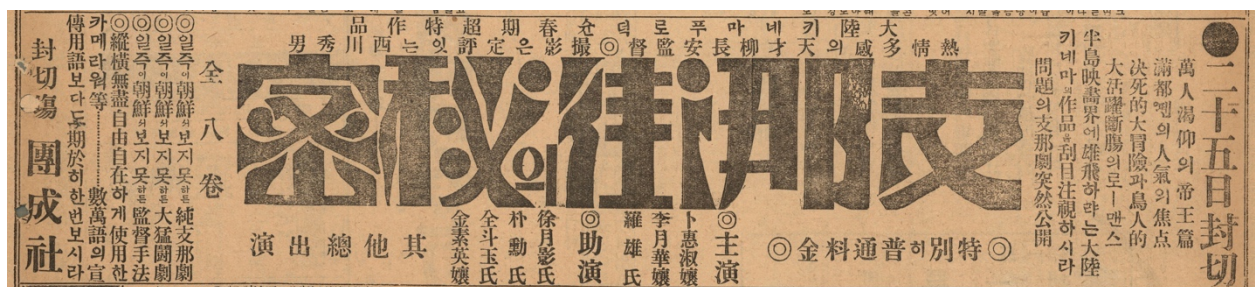 ●二十五日封切
萬人渴仰의帝王篇
滿都팬의人氣의焦点
決死的大冒險과鳥人的
大活躍斷膓의로ー맨스
半島映畵界에雄飛하랴는大陸
키네마의作品을刮目注視하시라
問題의支那劇突然公開
大陸키네마푸로덕슌春期超特作品
熱情多感의天才柳長安監督◎撮影은定評잇는西川秀男
支那街의秘密
◎特別히普通料金◎
◎主演
卜惠淑孃
李月華孃
羅雄氏
◎助演
徐月影氏
朴勳氏
全斗玉氏
金素英孃
其他總出演
全八卷
◎일즉이朝鮮서보지못하든純支那劇
◎일즉이朝鮮서보지못하든大猛鬪劇
◎일즉이朝鮮서보지못하든監督手法
◎縱橫無盡自由自在하게使用한
카메라웍等…………數萬語의宣
傳用語보다도期於히한번보시라
封切塲 團成社